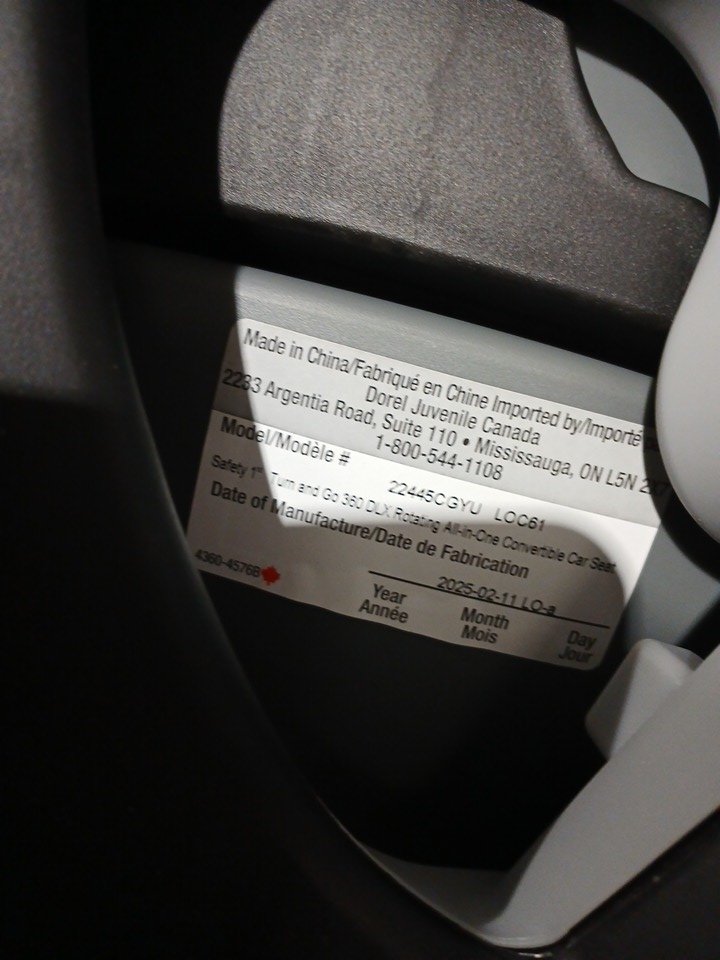 Made in China/Fabriqué en Chine Imported by/Importé
Dorel Juvenile Canada
2233 Argentia Road, Suite 110 • Mississauga, ON L5N
1-800-544-1108
Model/Modèle # 22445CGYU LOC61
Safety 1st Turn and Go 360 DLX Rotating All-in-One Convertible Car Seat
Date of Manufacture/Date de Fabrication
2025-02-11 LO-a
4360-4576B Year Month Day
Année Mois Jour